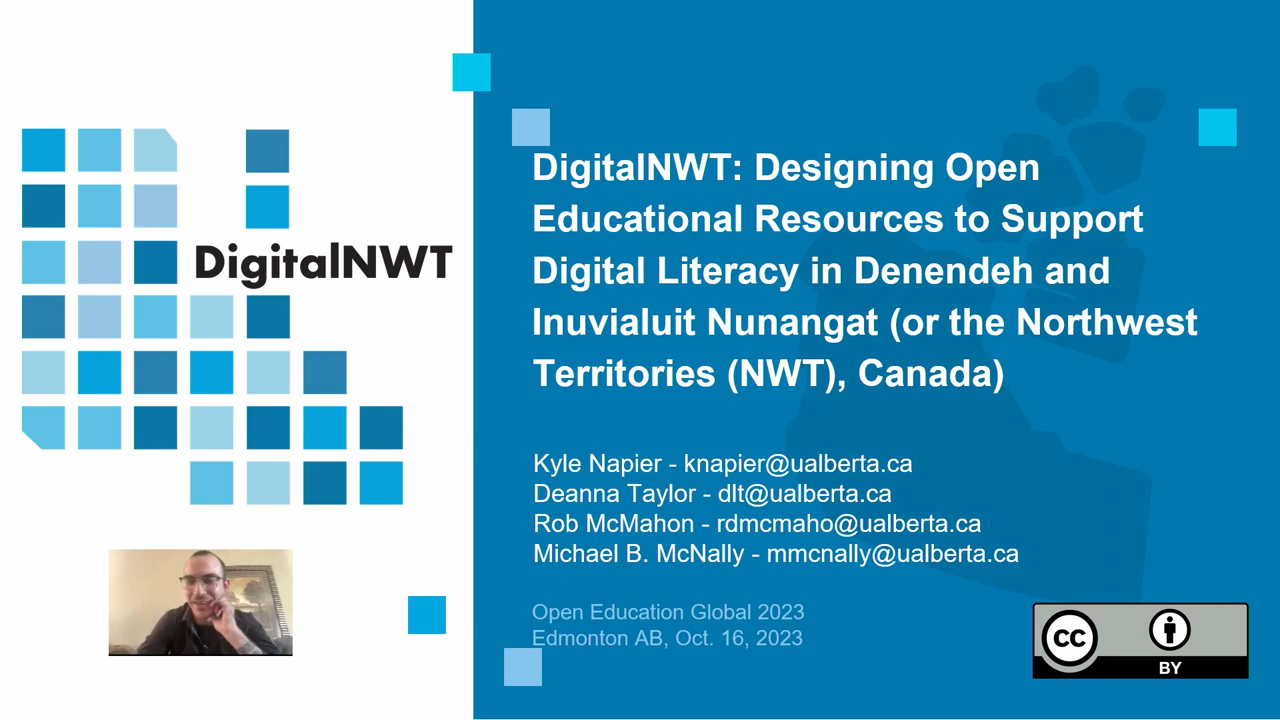 DigitalNWT
DigitalNWT: Designing Open
Educational Resources to Support
Digital Literacy in Denendeh and
Inuvialuit Nunangat (or the Northwest
Territories (NWT), Canada)
Kyle Napier - knapier@ualberta.ca
Deanna Taylor - dlt@ualberta.ca
Rob McMahon - rdmcmaho@ualberta.ca
Michael B. McNally - mmcnally@ualberta.ca
Open Education Global 2023
Edmonton AB, Oct. 16, 2023
CC
BY